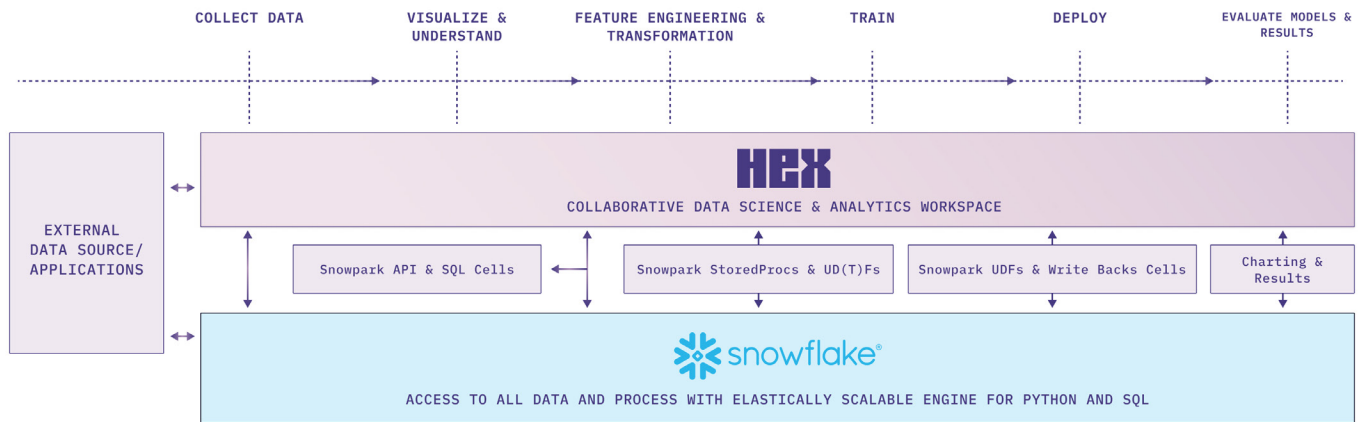 COLLECT DATA
VISUALIZE &
UNDERSTAND
FEATURE ENGINEERING &
TRANSFORMATION
TRAIN
DEPLOY
EVALUATE MODELS &
RESULTS
EXTERNAL
DATA SOURCE/
APPLICATIONS
HEX
COLLABORATIVE DATA SCIENCE & ANALYTICS WORKSPACE
Snowpark API & SQL Cells
Snowpark StoredProcs & UD(T)Fs
Snowpark UDFs & Write Backs Cells
Charting &
Results
snowflake®
ACCESS TO ALL DATA AND PROCESS WITH ELASTICALLY SCALABLE ENGINE FOR PYTHON AND SQL